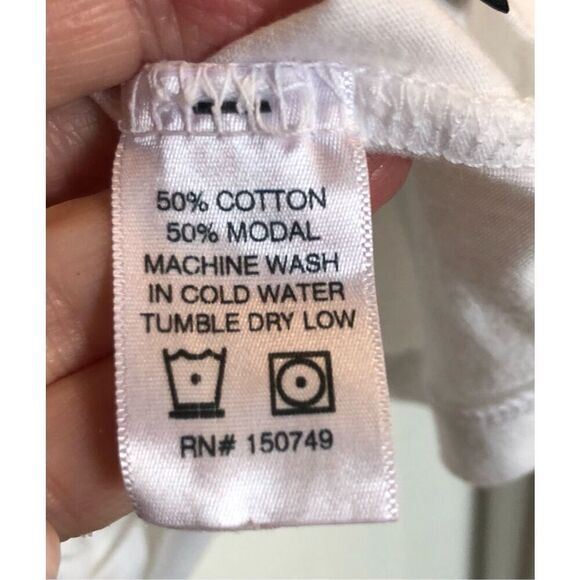 50% COTTON
50% MODAL
MACHINE WASH
IN COLD WATER
TUMBLE DRY LOW
RN# 150749